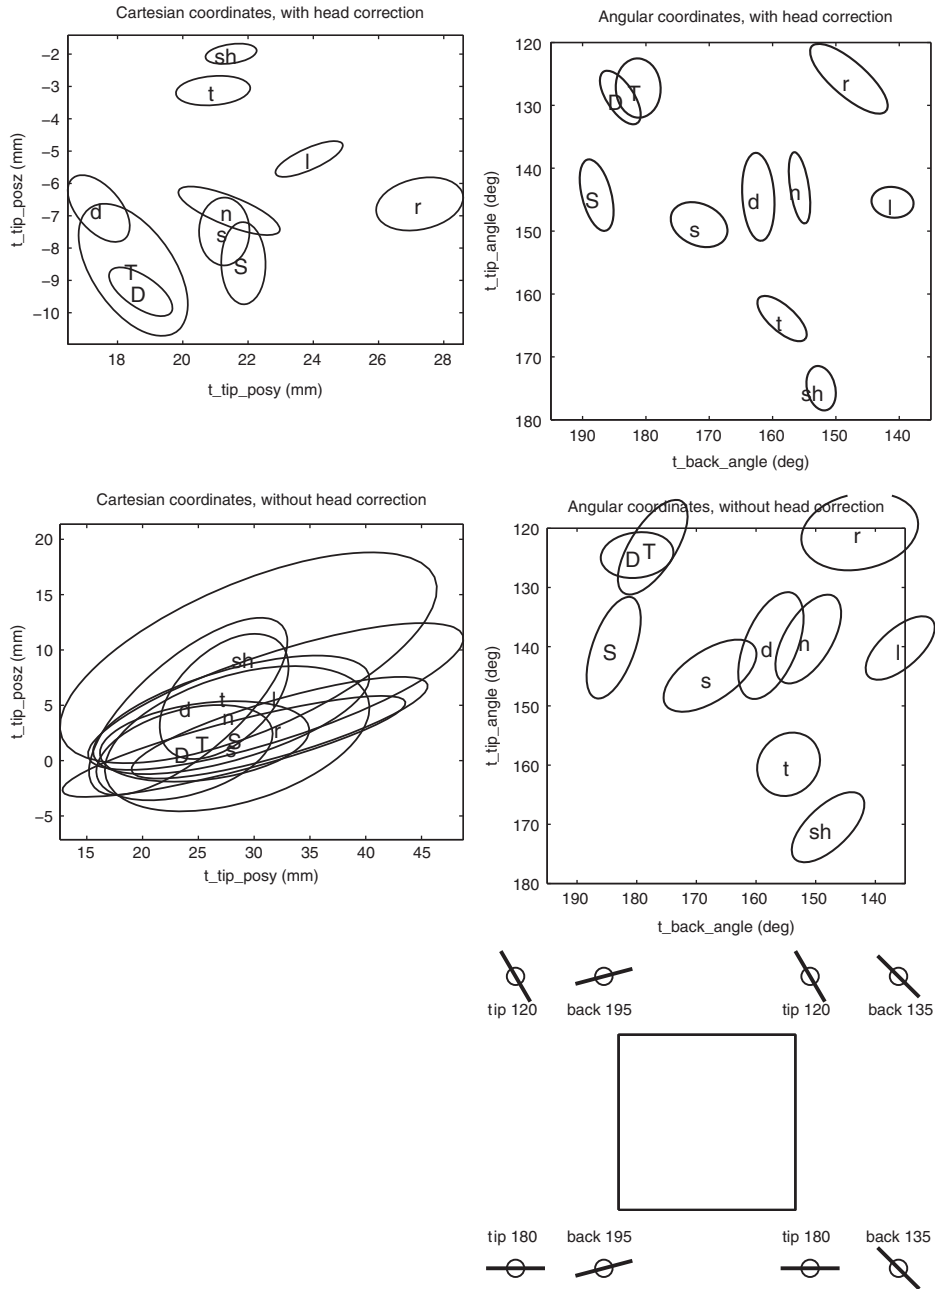 Cartesian coordinates, with head correction
−2
−3
−4
−5
−6
−7
−8
−9
−10
t_tip_posz (mm)
sh
t
l
d
n
r
s
S
T
D
18
20
22
24
26
28
t_tip_posy (mm)
Angular coordinates, with head correction
120
130
140
150
160
170
180
t_tip_angle (deg)
r
T
D
S
d
n
l
s
t
sh
190
180
170
160
150
140
t_back_angle (deg)
Cartesian coordinates, without head correction
20
15
10
5
0
−5
t_tip_posz (mm)
sh
t
l
d
n
r
S
T
s
D
15
20
25
30
35
40
45
t_tip_posy (mm)
Angular coordinates, without head correction
120
130
140
150
160
170
180
t_tip_angle (deg)
r
T
D
S
d
n
l
s
t
sh
190
180
170
160
150
140
t_back_angle (deg)
tip 120
back 195
tip 120
back 135
tip 180
back 195
tip 180
back 135